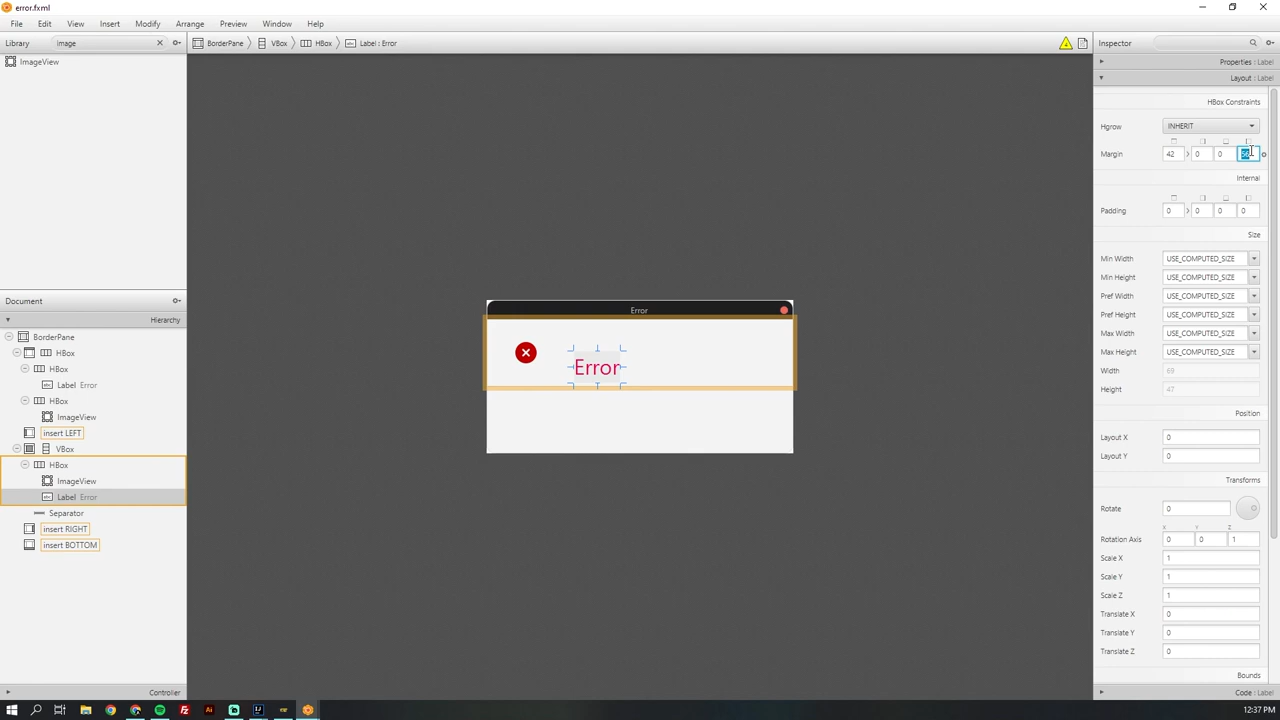 error.fxml
File Edit View Insert Modify Arrange Preview Window Help
Library Image
ImageView
Document
Hierarchy
BorderPane
HBox
HBox
Label Error
HBox
ImageView
insert LEFT
VBox
HBox
ImageView
abc Label Error
Separator
insert RIGHT
insert BOTTOM
Controller
BorderPane VBox HBox abc Label : Error
Error
Error
Inspector
Properties : Label
Layout : Label
HBox Constraints
Hgrow INHERIT
Margin 42 0 0
Internal
Padding 0 0 0 0
Size
Min Width USE_COMPUTED_SIZE
Min Height USE_COMPUTED_SIZE
Pref Width USE_COMPUTED_SIZE
Pref Height USE_COMPUTED_SIZE
Max Width USE_COMPUTED_SIZE
Max Height USE_COMPUTED_SIZE
Width 69
Height 47
Position
Layout X 0
Layout Y 0
Transforms
Rotate 0
X Y Z
Rotation Axis 0 0 1
Scale X 1
Scale Y 1
Scale Z 1
Translate X 0
Translate Y 0
Translate Z 0
Bounds
Code : Label
Ai
12:37 PM